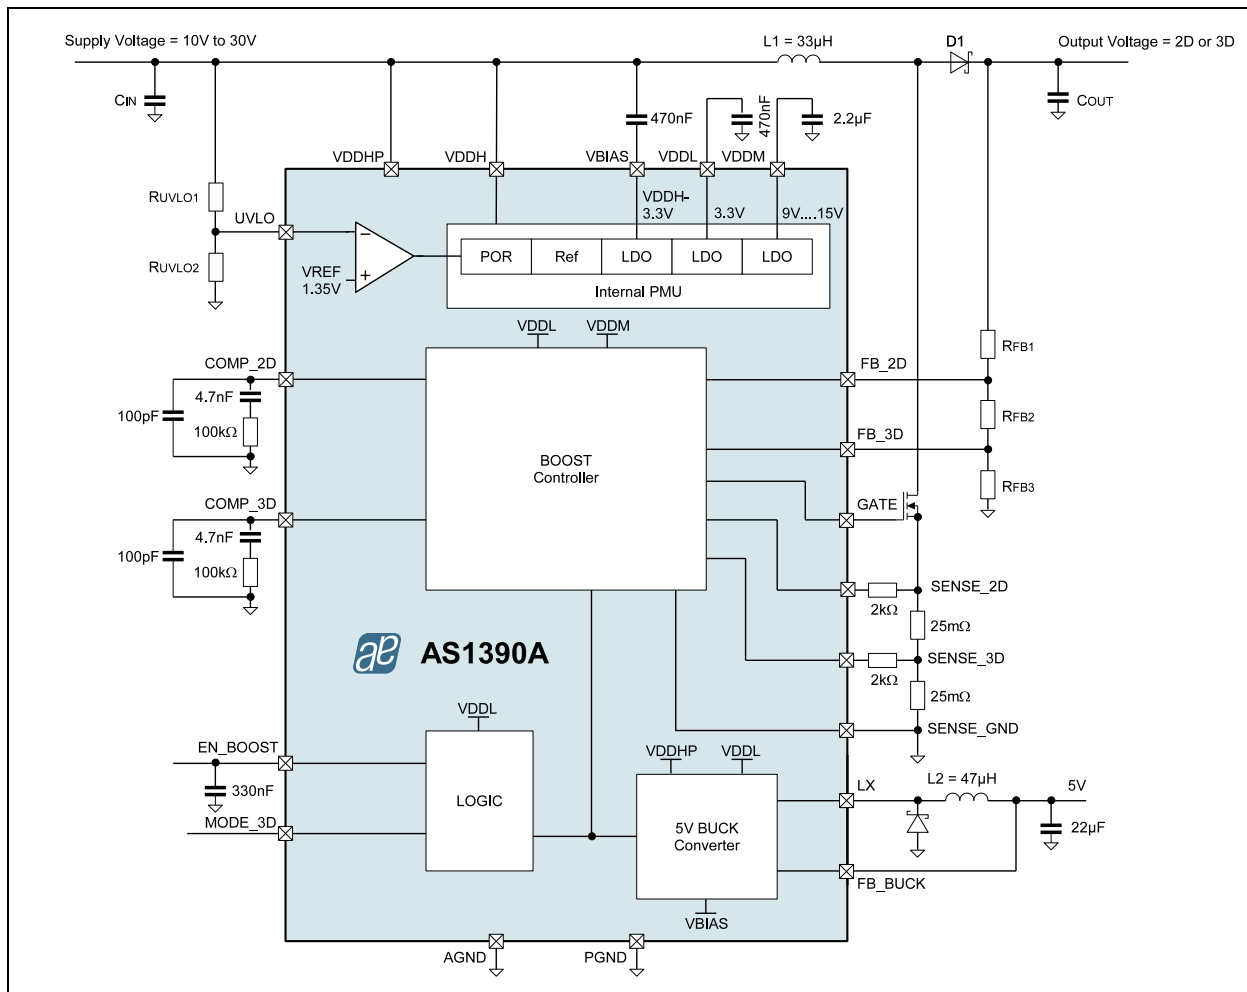 Supply Voltage = 10V to 30V
L1 = 33µH
D1
Output Voltage = 2D or 3D
CIN
470nF
470nF
2.2µF
COUT
VDDHP
VDDH
VBIAS
VDDL
VDDM
RUVLO1
UVLO
RUVLO2
VDDH-
3.3V
3.3V
9V....15V
VREF
1.35V
POR
Ref
LDO
LDO
LDO
Internal PMU
VDDL
VDDM
COMP_2D
4.7nF
100pF
100kΩ
BOOST
Controller
FB_2D
RFB1
RFB2
FB_3D
RFB3
GATE
COMP_3D
4.7nF
100pF
100kΩ
SENSE_2D
2kΩ
25mΩ
SENSE_3D
2kΩ
25mΩ
SENSE_GND
AS1390A
VDDL
EN_BOOST
330nF
MODE_3D
LOGIC
VDDHP
VDDL
5V BUCK
Converter
VBIAS
LX
L2 = 47µH
5V
22µF
FB_BUCK
AGND
PGND